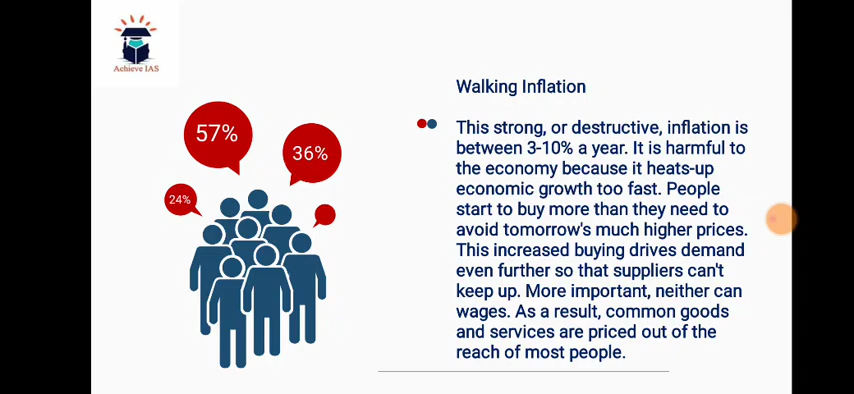 Achieve IAS
57%
36%
24%
Walking Inflation
This strong, or destructive, inflation is
between 3-10% a year. It is harmful to
the economy because it heats-up
economic growth too fast. People
start to buy more than they need to
avoid tomorrow's much higher prices.
This increased buying drives demand
even further so that suppliers can't
keep up. More important, neither can
wages. As a result, common goods
and services are priced out of the
reach of most people.